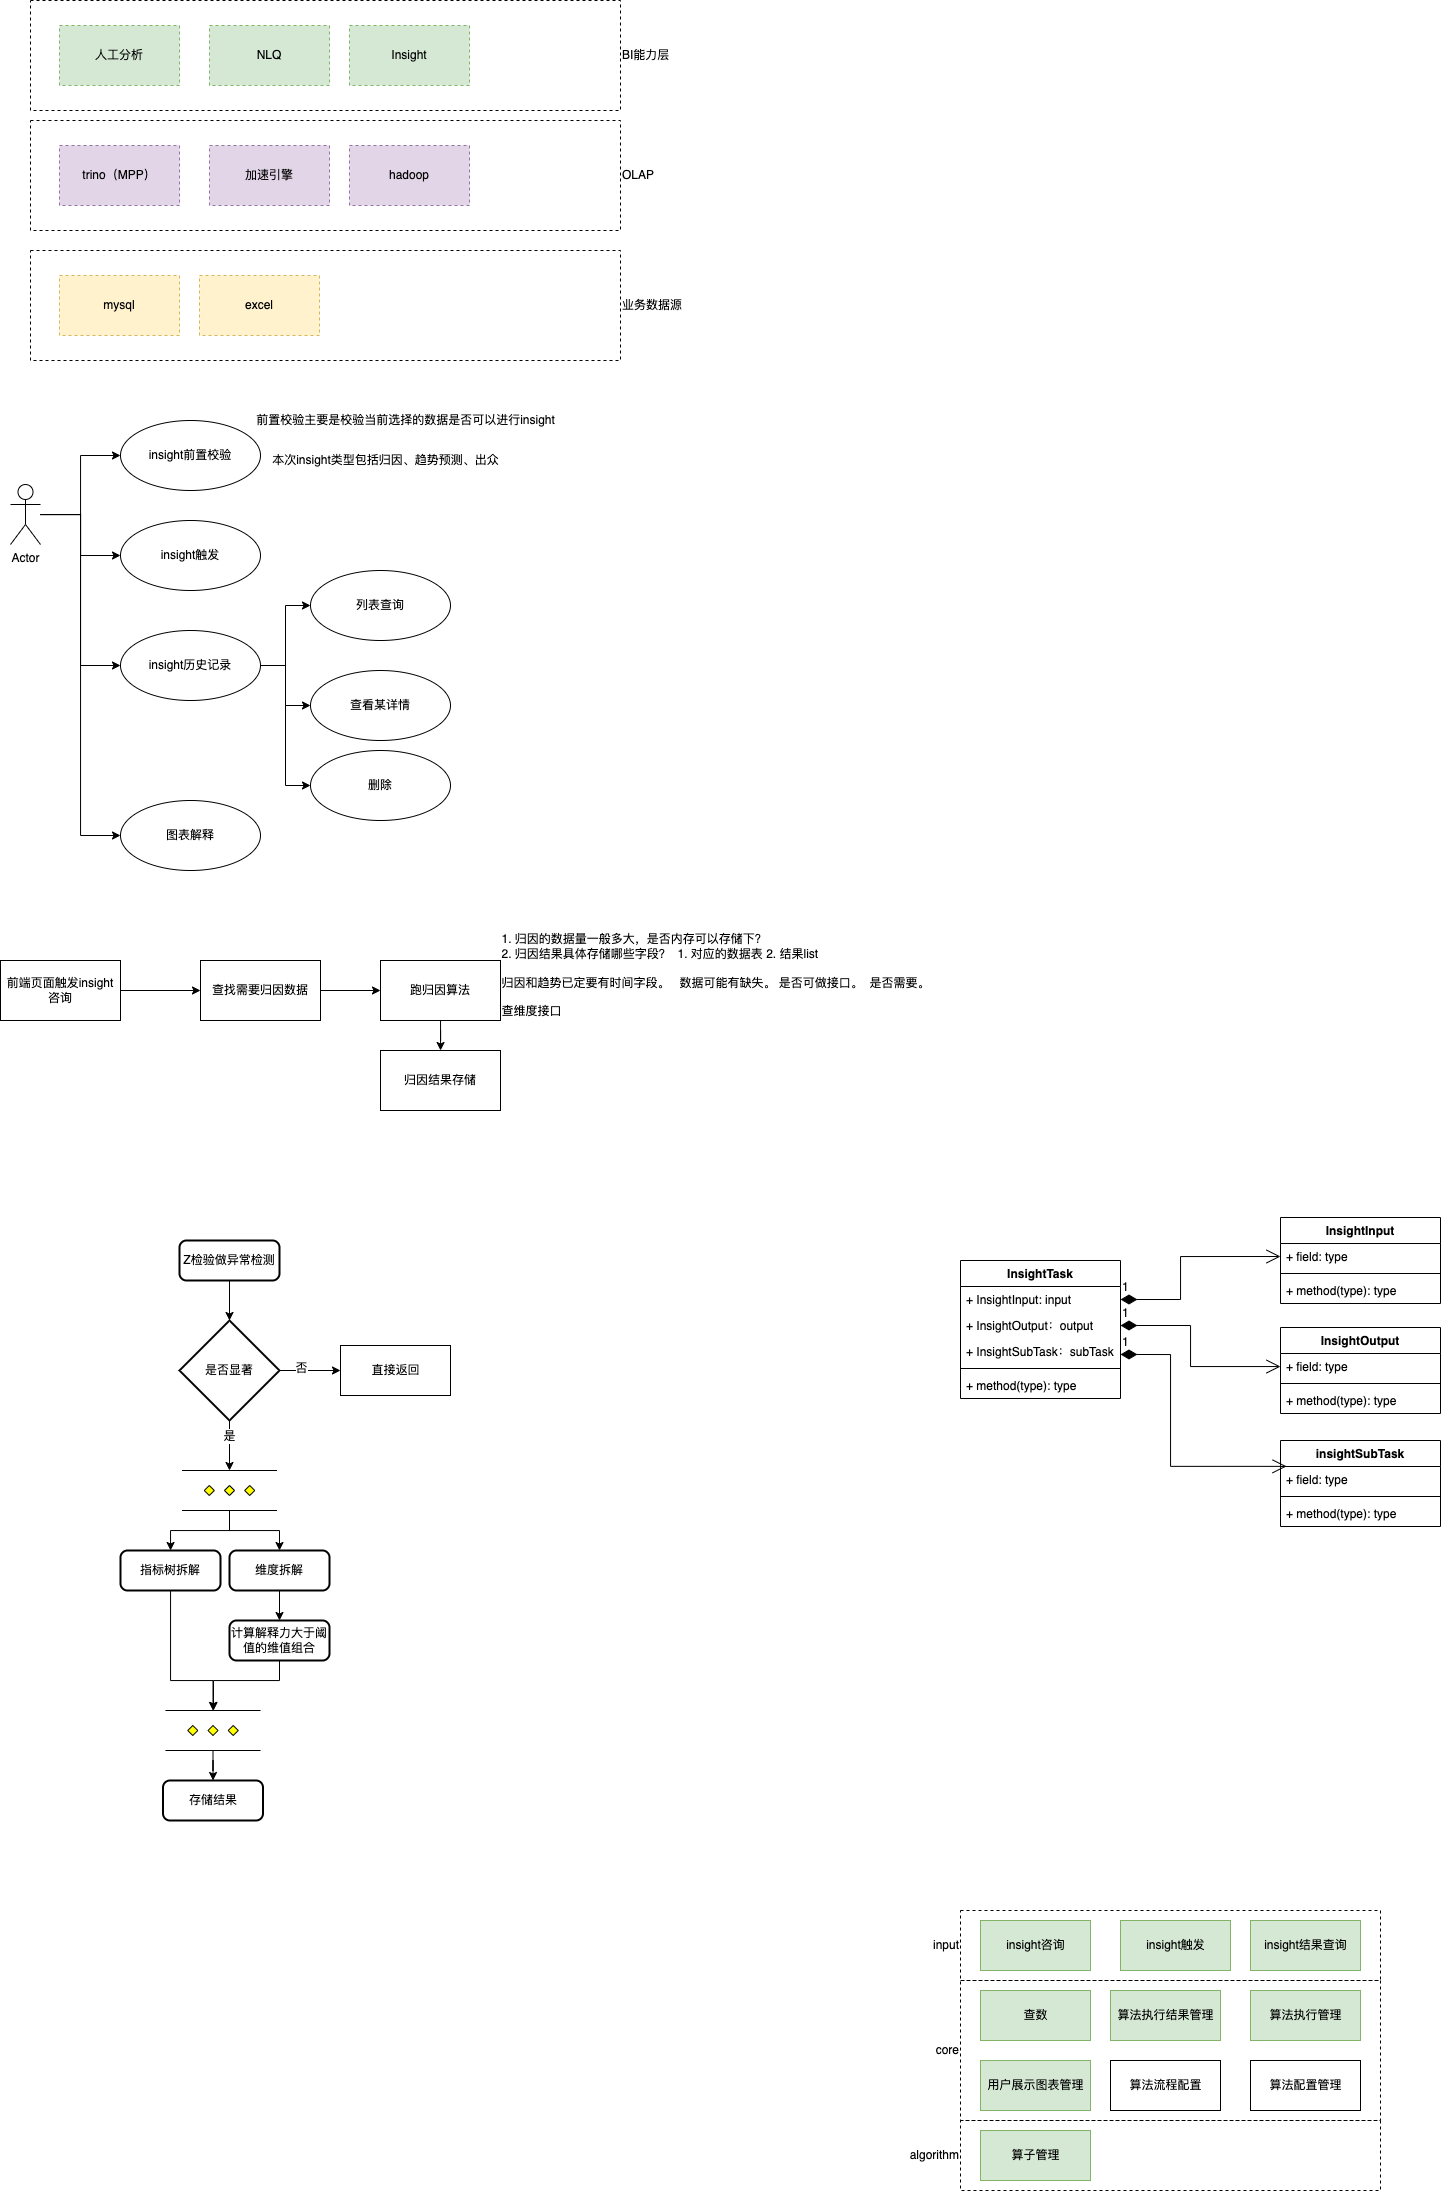 人工分析
NLQ
Insight
BI能力层
trino（MPP）
加速引擎
hadoop
OLAP
mysql
excel
业务数据源
前置校验主要是校验当前选择的数据是否可以进行insight
insight前置校验
本次insight类型包括归因、趋势预测、出众
Actor
insight触发
列表查询
insight历史记录
查看某详情
删除
图表解释
1. 归因的数据量一般多大，是否内存可以存储下？
2. 归因结果具体存储哪些字段？ 1. 对应的数据表 2. 结果list
归因和趋势已定要有时间字段。 数据可能有缺失。 是否可做接口。 是否需要。
查维度接口
前端页面触发insight
咨询
查找需要归因数据
跑归因算法
归因结果存储
Z检验做异常检测
是否显著
否
直接返回
是
指标树拆解
维度拆解
计算解释力大于阈
值的维值组合
存储结果
InsightTask
+ InsightInput: input
+ InsightOutput：output
+ InsightSubTask：subTask
+ method(type): type
1
1
1
InsightInput
+ field: type
+ method(type): type
InsightOutput
+ field: type
+ method(type): type
insightSubTask
+ field: type
+ method(type): type
input
insight咨询
insight触发
insight结果查询
core
查数
算法执行结果管理
算法执行管理
用户展示图表管理
算法流程配置
算法配置管理
algorithm
算子管理